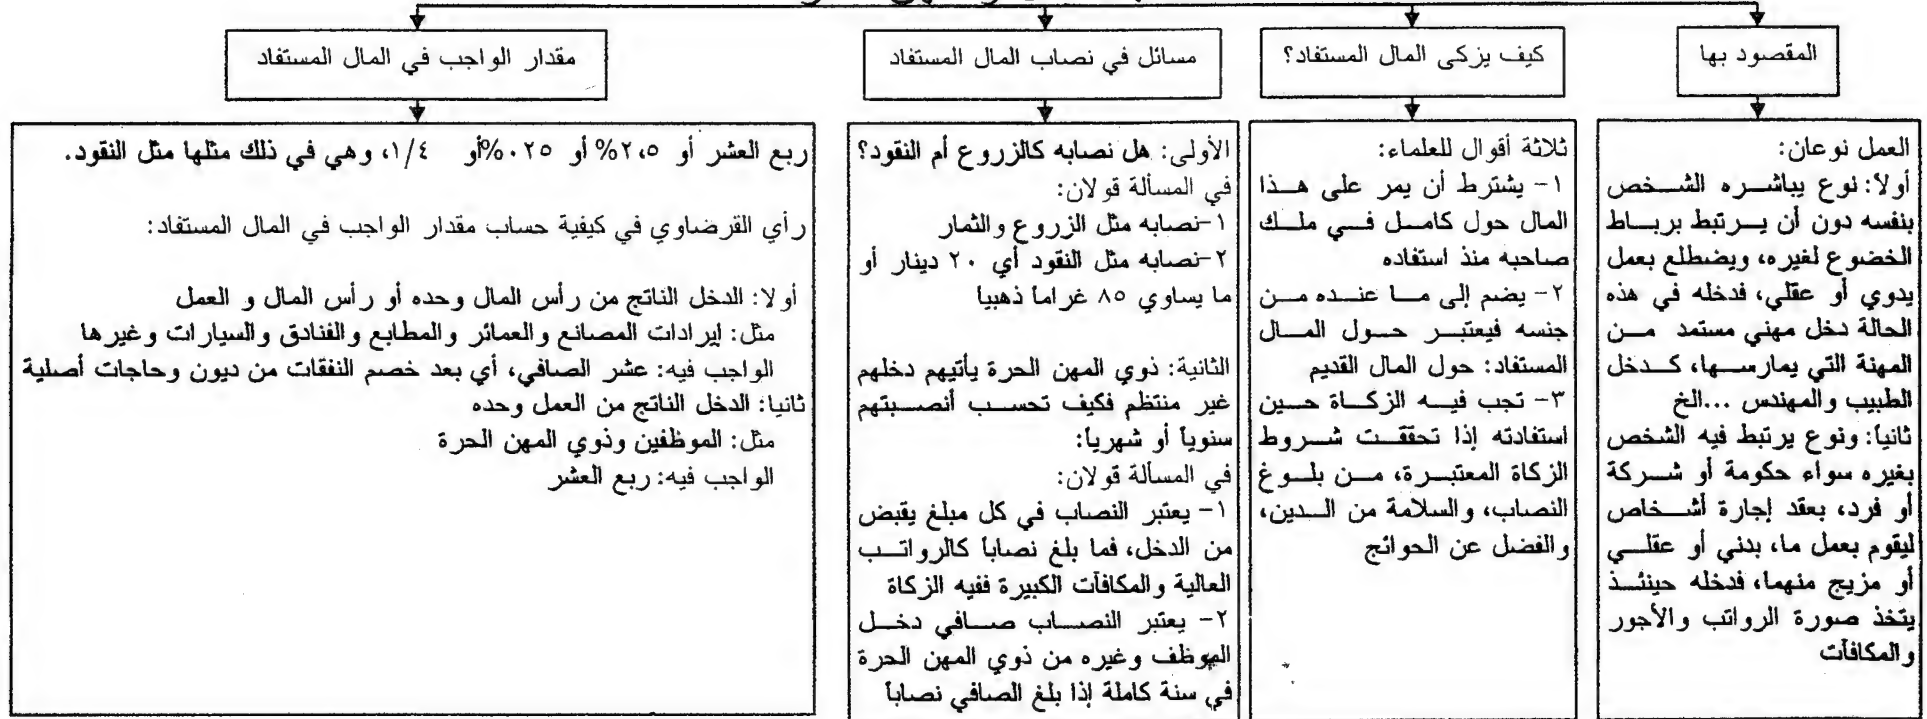 المقصود بها
كيف يزكى المال المستفاد؟
مسائل في نصاب المال المستفاد
مقدار الواجب في المال المستفاد
العمل نوعان:
أولاً: نوع يباشره الشخص
بنفسه دون أن يرتبط برباط
الخضوع لغيره، ويضطلع بعمل
يدوي أو عقلي، فدخله في هذه
الحالة دخل مهني مستمد من
المهنة التي يمارسها، كدخل
الطبيب والمهندس ...الخ
ثانياً: ونوع يرتبط فيه الشخص
بغيره سواء حكومة أو شركة
أو فرد، بعقد إجارة أشخاص
ليقوم بعمل ما، بدني أو عقلي
أو مزيج منهما، فدخله حينئذ
يتخذ صورة الرواتب والأجور
والمكافآت
ثلاثة أقوال للعلماء:
١- يشترط أن يمر على هذا
المال حول كامل في ملك
صاحبه منذ استفاده
٢- يضم إلى ما عنده من
جنسه فيعتبر حول المال
المستفاد: حول المال القديم
٣- تجب فيه الزكاة حين
استفادته إذا تحققت شروط
الزكاة المعتبرة، من بلوغ
النصاب، والسلامة من الدين،
والفضل عن الحوائج
الأولى: هل نصابه كالزروع أم النقود؟
في المسألة قولان:
١-نصابه مثل الزروع والثمار
٢-نصابه مثل النقود أي ٢٠ دينار أو
ما يساوي ٨٥ غراما ذهبيا
الثانية: ذوي المهن الحرة يأتيهم دخلهم
غير منتظم فكيف تحسب أنصبتهم
سنوياً أو شهرياً:
في المسألة قولان:
١- يعتبر النصاب في كل مبلغ يقبض
من الدخل، فما بلغ نصاباً كالرواتب
العالية والمكافآت الكبيرة ففيه الزكاة
٢- يعتبر النصاب صافي دخل
الموظف وغيره من ذوي المهن الحرة
في سنة كاملة إذا بلغ الصافي نصاباً
ربع العشر أو ٢،٥% أو ٠.٢٥%أو ١/٤، وهي في ذلك مثلها مثل النقود.
رأي القرضاوي في كيفية حساب مقدار الواجب في المال المستفاد:
أولا: الدخل الناتج من رأس المال وحده أو رأس المال و العمل
مثل: إيرادات المصانع والعمائر والمطابع والفنادق والسيارات وغيرها
الواجب فيه: عشر الصافي، أي بعد خصم النفقات من ديون وحاجات أصلية
ثانيا: الدخل الناتج من العمل وحده
مثل: الموظفين وذوي المهن الحرة
الواجب فيه: ربع العشر